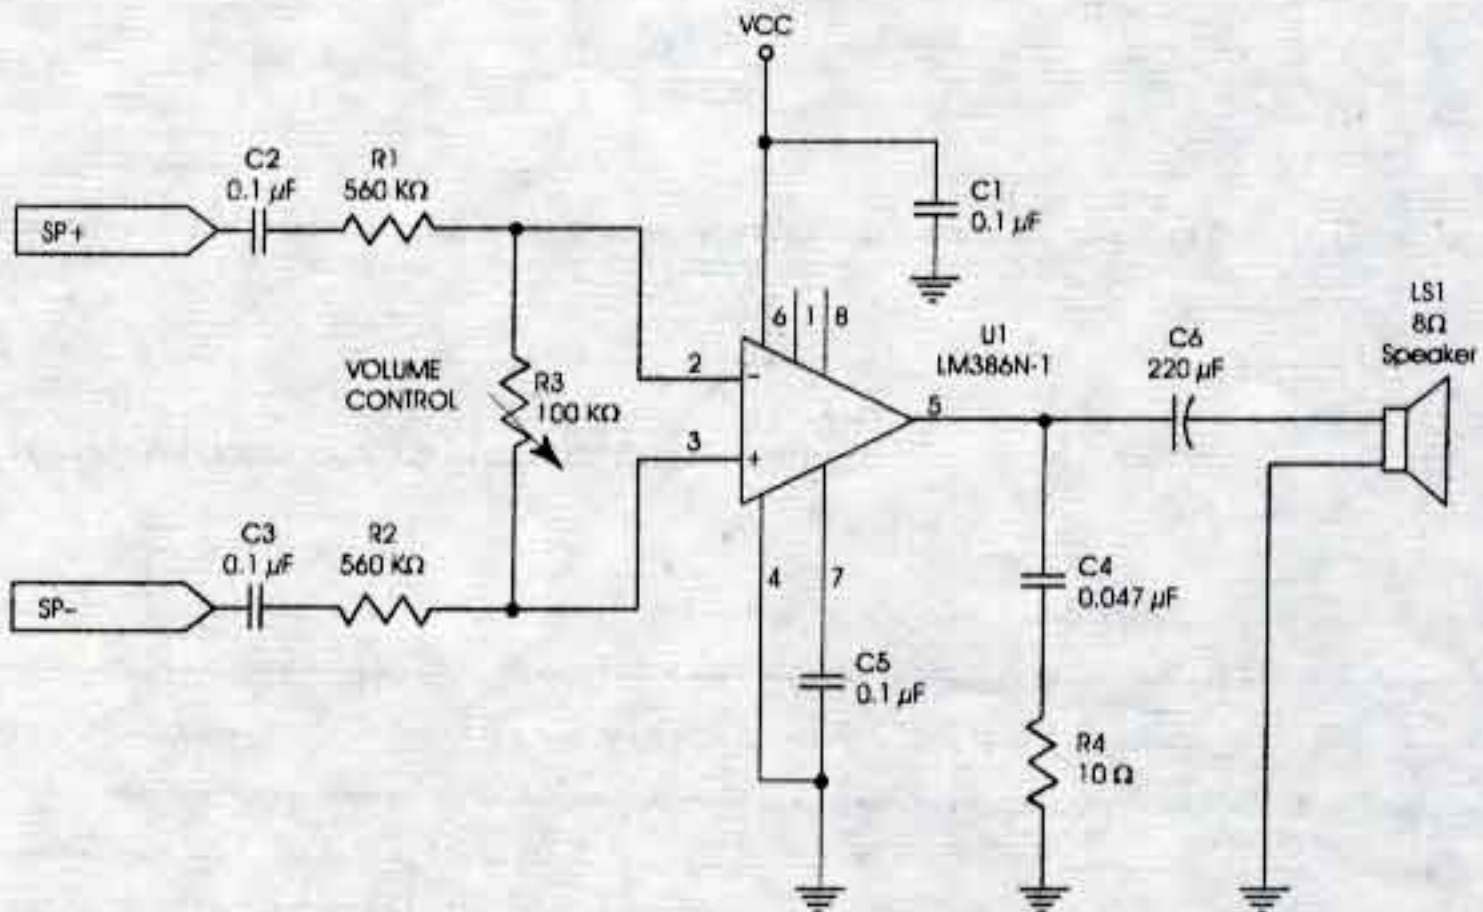 VCC
C2
0.1 µF
R1
560 KΩ
SP+
C1
0.1 µF
6
1
8
U1
LM386N-1
C6
220 µF
LS1
8Ω
Speaker
VOLUME
CONTROL
R3
100 KΩ
2
-
3
+
5
C3
0.1 µF
R2
560 KΩ
SP-
4
7
C4
0.047 µF
C5
0.1 µF
R4
10 Ω